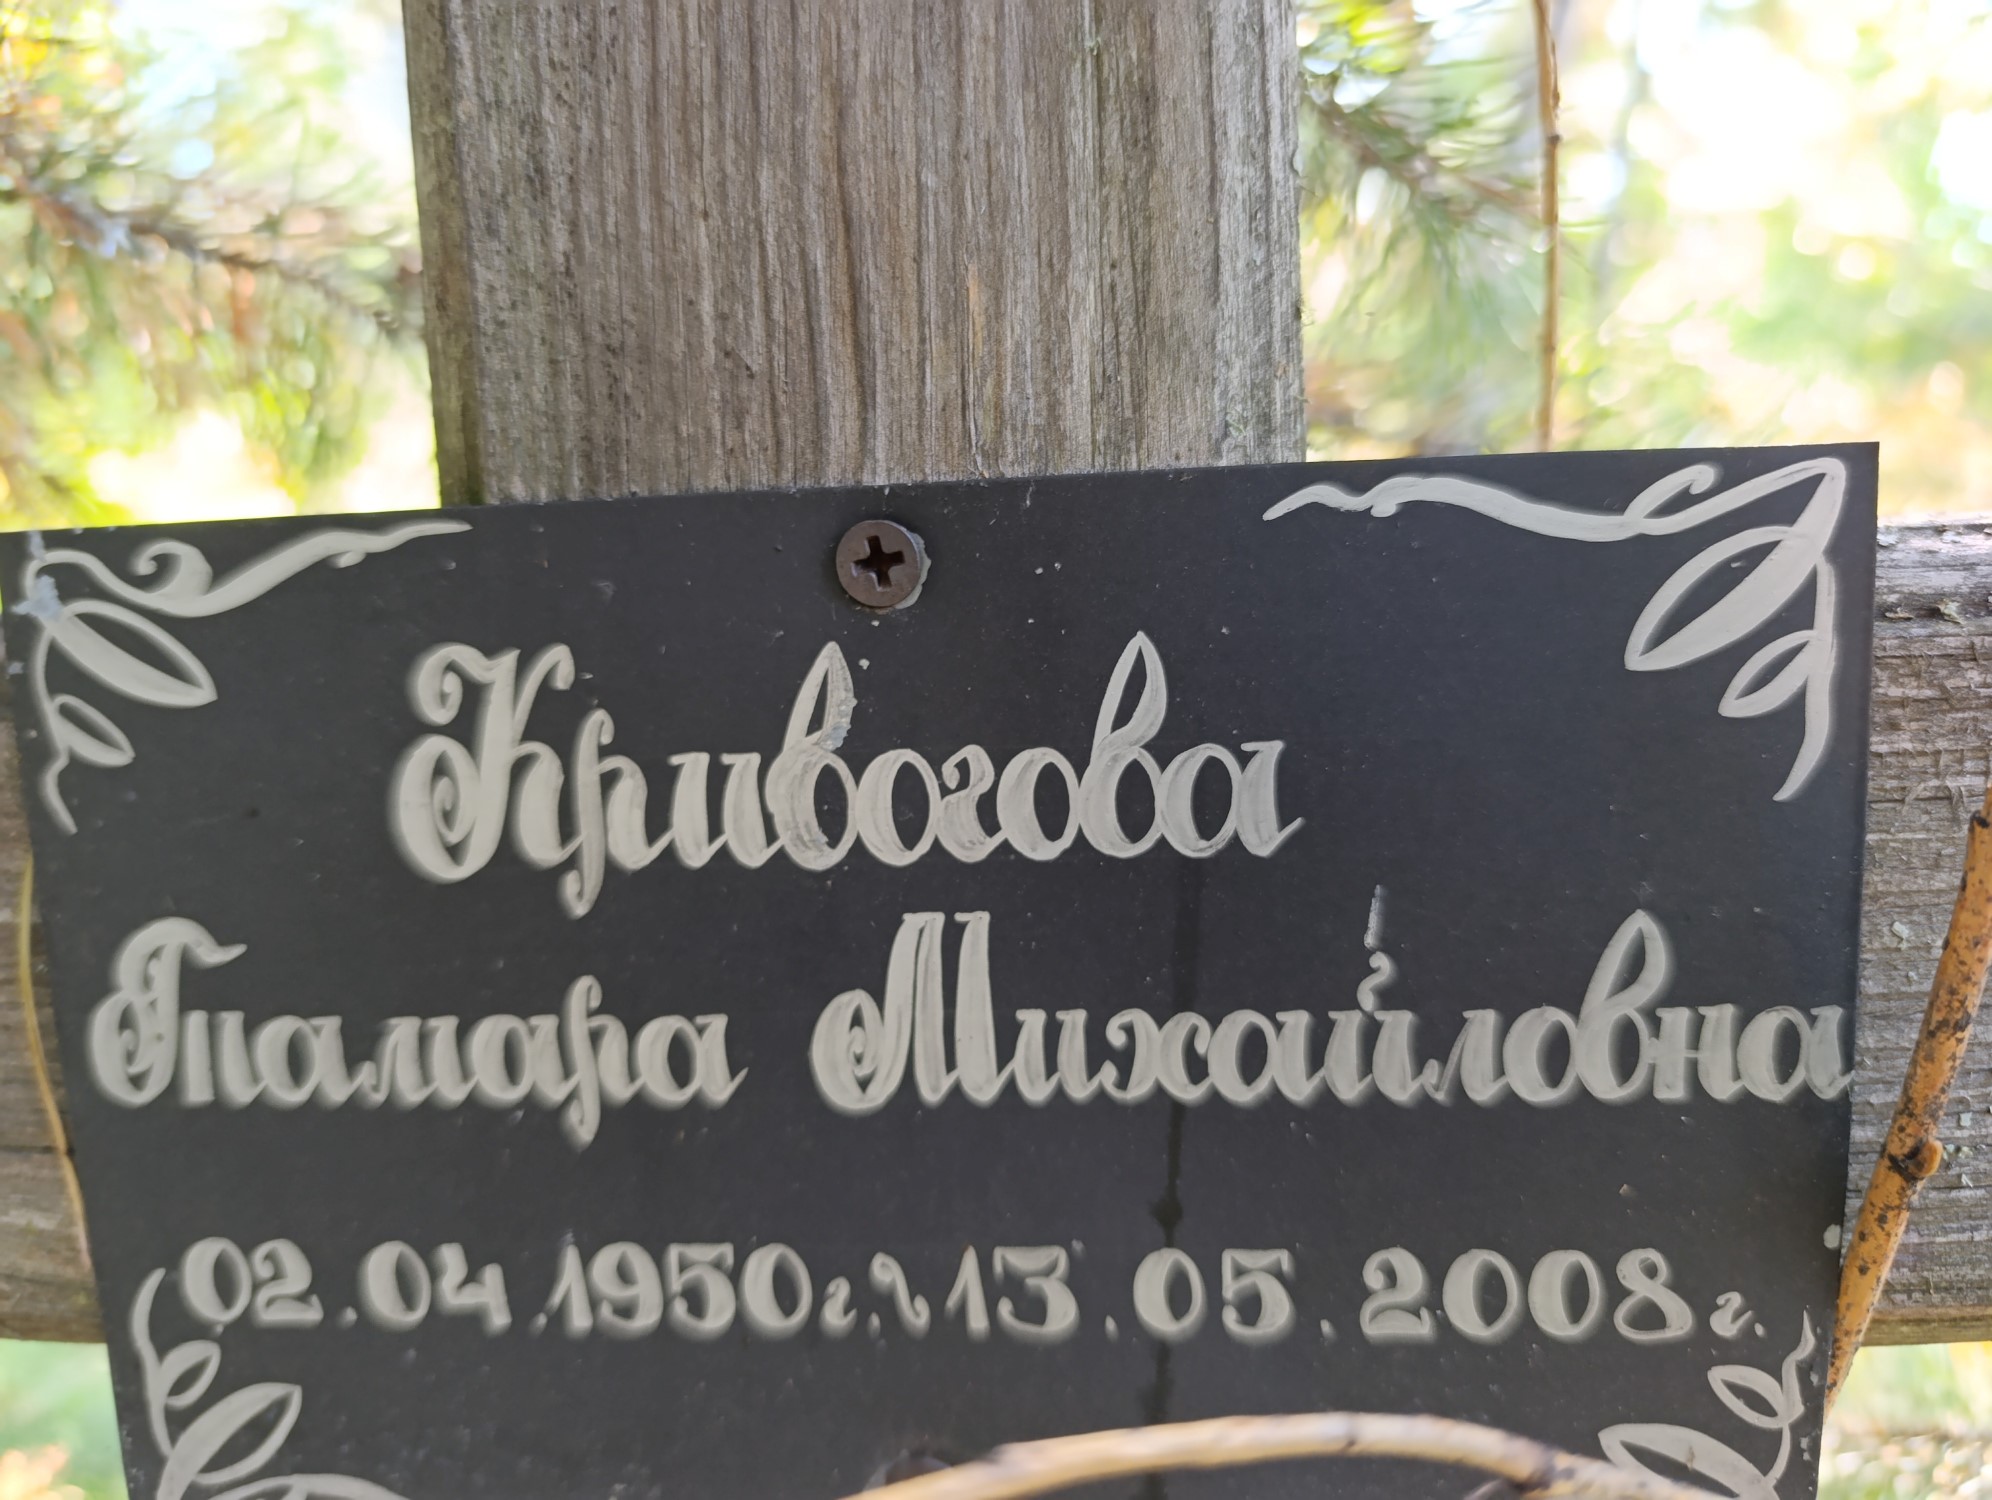 Кривогова
Тамара Михайловна
02.04.1950г.~13.05.2008г.